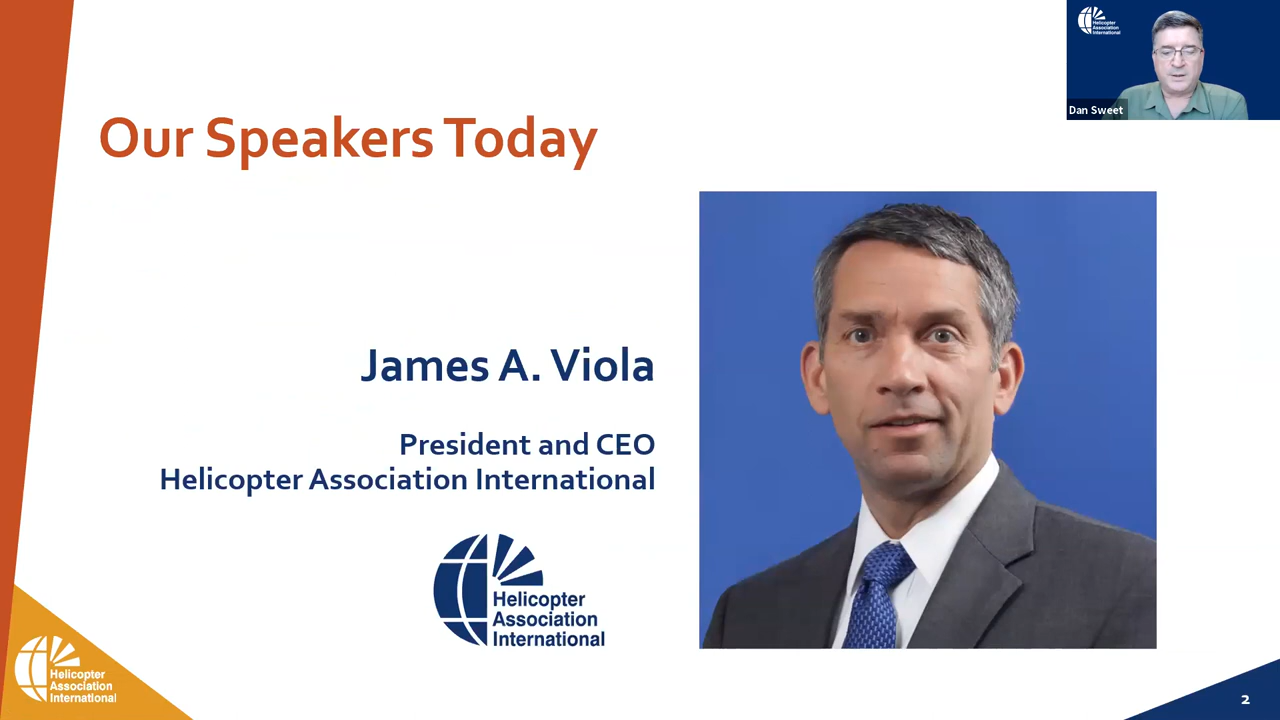 Helicopter
Association
International
Dan Sweet
Our Speakers Today
James A. Viola
President and CEO
Helicopter Association International
Helicopter
Association
International
Helicopter
Association
International
2